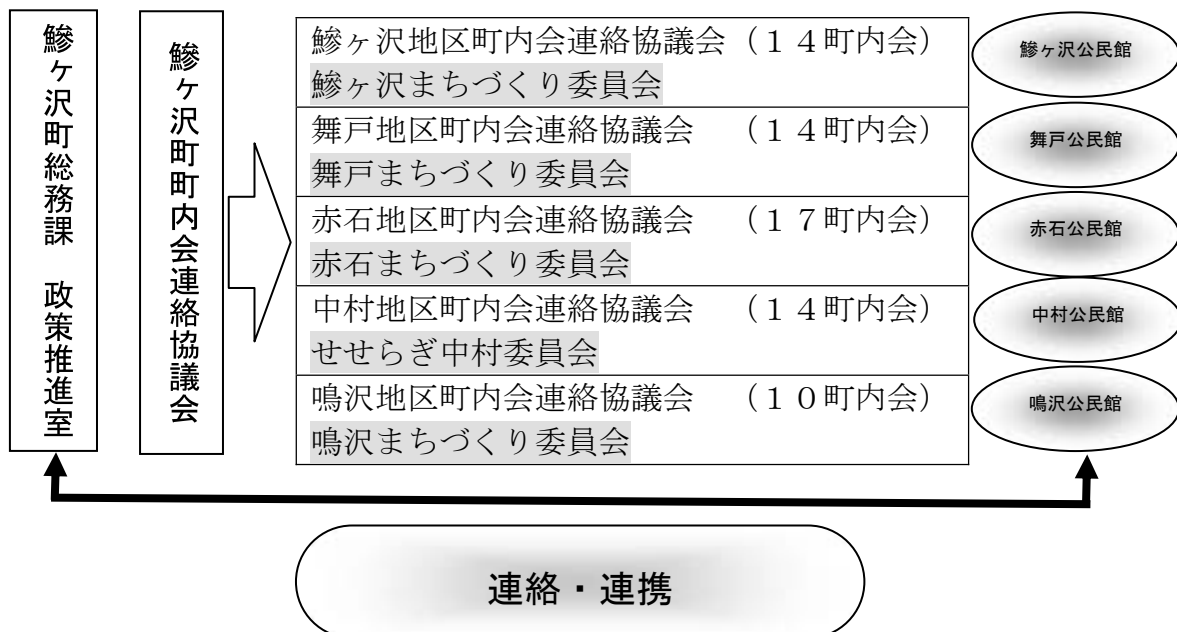 鰺ヶ沢町総務課　政策推進室
鰺ヶ沢町町内会連絡協議会
鰺ヶ沢地区町内会連絡協議会（１４町内会）
鰺ヶ沢まちづくり委員会
舞戸地区町内会連絡協議会　（１４町内会）
舞戸まちづくり委員会
赤石地区町内会連絡協議会　（１７町内会）
赤石まちづくり委員会
中村地区町内会連絡協議会　（１４町内会）
せせらぎ中村委員会
鳴沢地区町内会連絡協議会　（１０町内会）
鳴沢まちづくり委員会
鰺ヶ沢公民館
舞戸公民館
赤石公民館
中村公民館
鳴沢公民館
連絡・連携